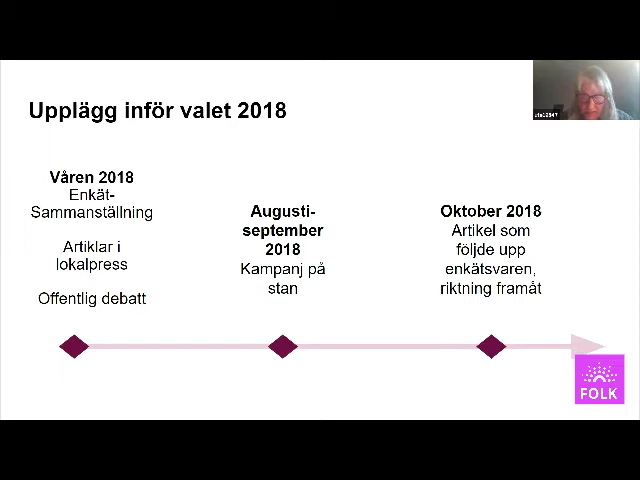 Upplägg inför valet 2018
Våren 2018
Enkät-
Sammanställning
Artiklar i
lokalpress
Offentlig debatt
Augusti-
september
2018
Kampanj på
stan
Oktober 2018
Artikel som
följde upp
enkätsvaren,
riktning framåt
FOLK